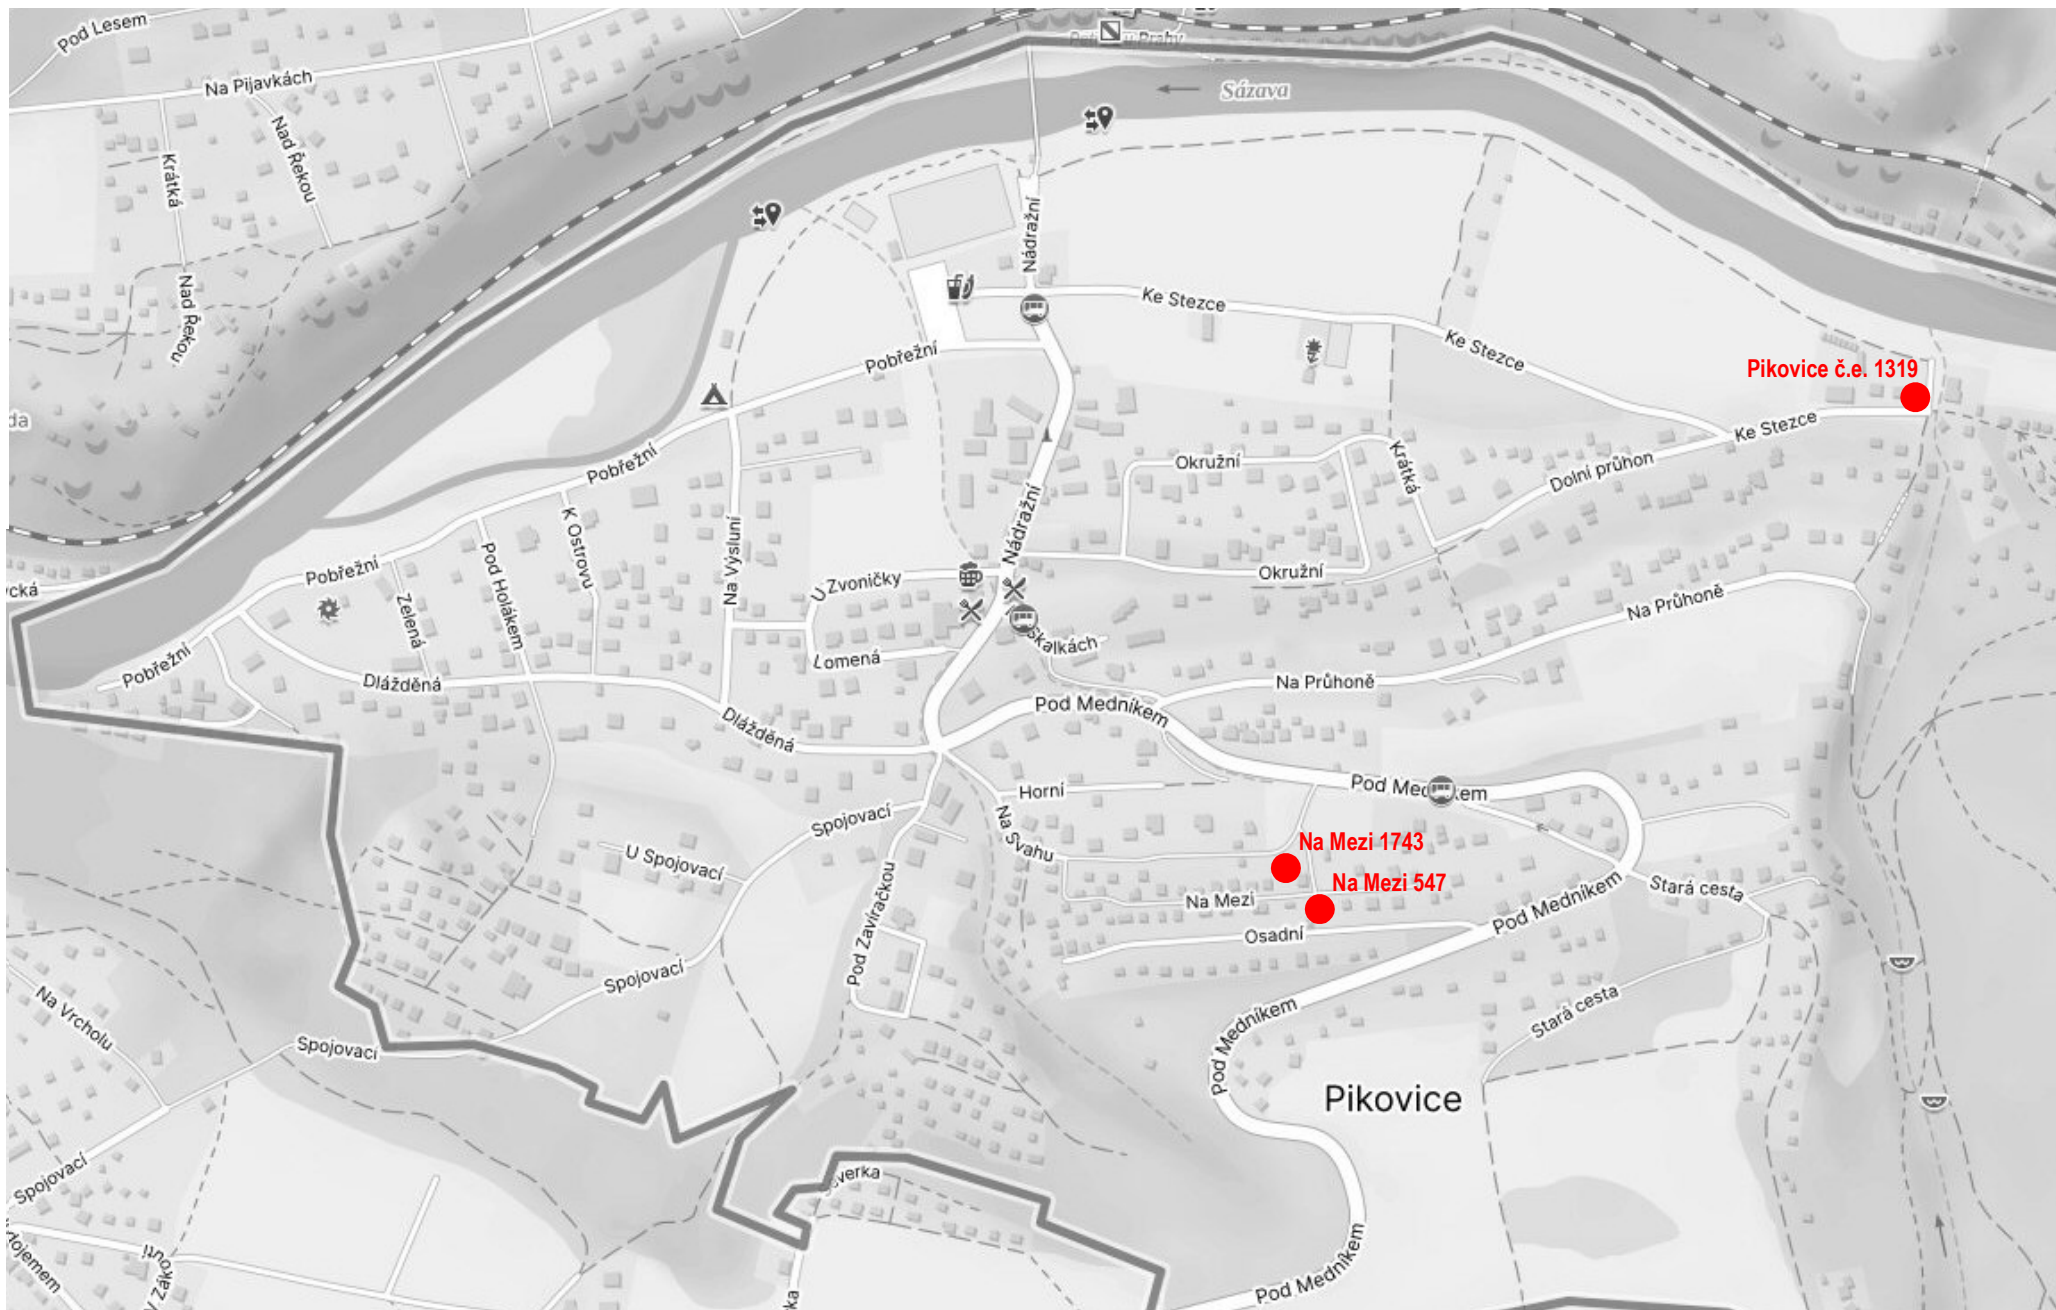 Pod Lesem
Sázava
Na Pijavkách
Nad Řekou
Krátká
Nádražní
Nad Řekou
Ke Stezce
Ke Stezce
Pobřežní
Pikovice č.e. 1319
Ke Stezce
Okružní
Krátká
Dolní průhon
Pobřežní
K Ostrovu
Na Výsluní
Nádražní
Pod Holákem
Pobřežní
Zelená
U Zvoničky
Okružní
Na Průhoně
Skalkách
Lomená
Pobřežní
Dlážděná
Na Průhoně
Pod Medníkem
Dlážděná
Horní
Pod Medníkem
Na Svahu
Spojovací
U Spojovací
Na Mezi 1743
Na Mezi 547
Na Mezi
Stará cesta
Pod Medníkem
Osadní
Pod Zavíračkou
Spojovací
Na Vrcholu
Stará cesta
Pod Medníkem
Pod Medníkem
Spojovací
Pikovice
Spojovací
Pod Medníkem